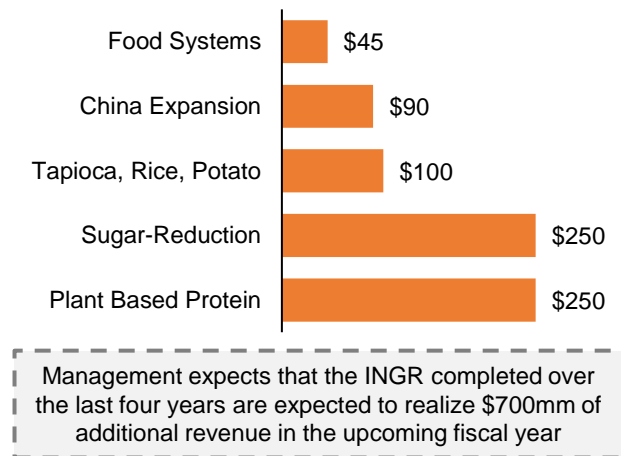 Food Systems $45
China Expansion $90
Tapioca, Rice, Potato $100
Sugar-Reduction $250
Plant Based Protein $250
Management expects that the INGR completed over
the last four years are expected to realize $700mm of
additional revenue in the upcoming fiscal year